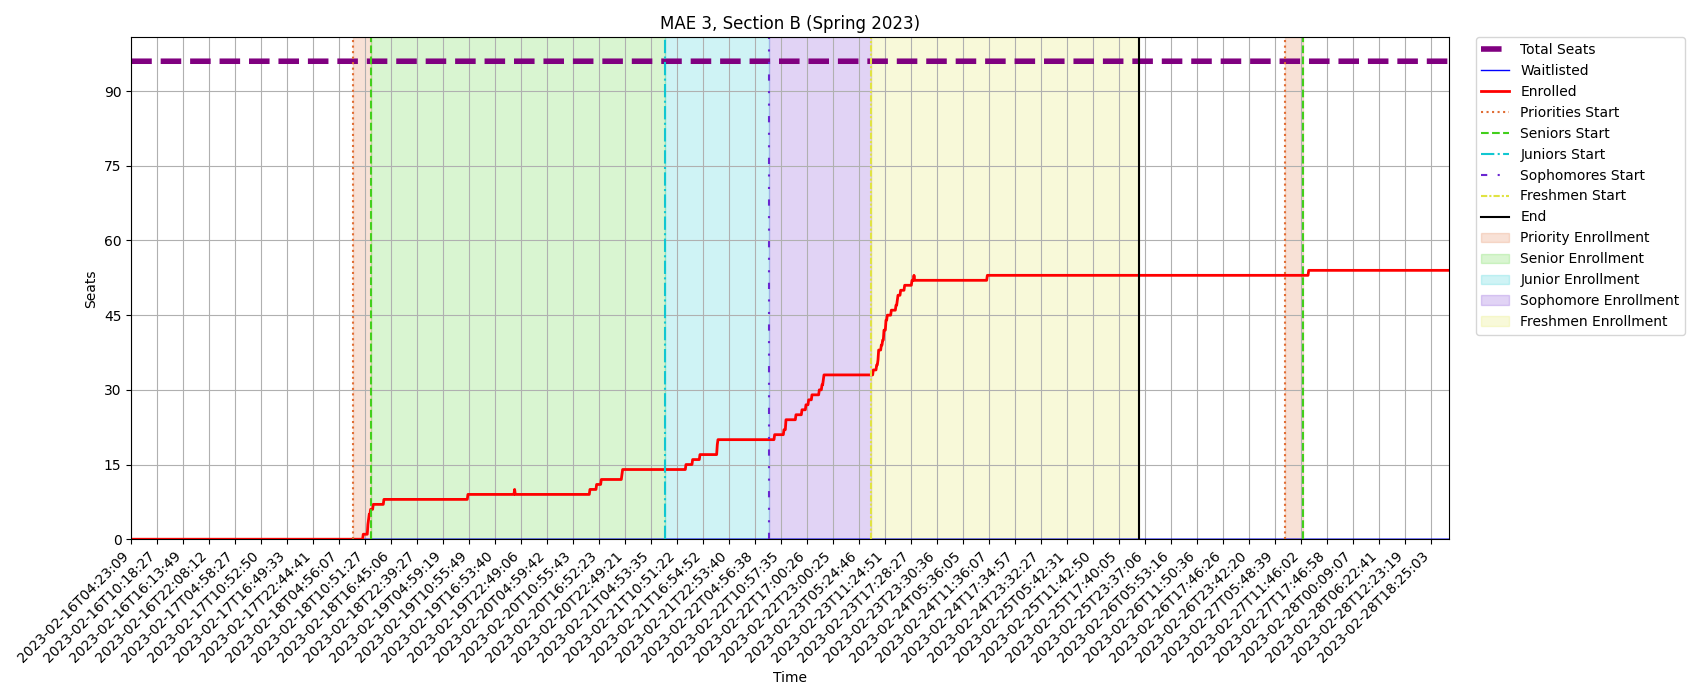 MAE 3, Section B (Spring 2023)
Seats
90
75
60
45
30
15
0
2023-02-16T04:23:09
2023-02-16T10:18:27
2023-02-16T16:13:49
2023-02-16T22:08:12
2023-02-17T04:58:27
2023-02-17T10:52:50
2023-02-17T16:49:33
2023-02-17T22:44:41
2023-02-18T04:56:07
2023-02-18T10:51:27
2023-02-18T16:45:06
2023-02-18T22:39:27
2023-02-19T04:59:19
2023-02-19T10:55:49
2023-02-19T16:53:40
2023-02-19T22:49:06
2023-02-20T04:59:42
2023-02-20T10:55:43
2023-02-20T16:52:23
2023-02-20T22:49:21
2023-02-21T04:53:35
2023-02-21T10:51:22
2023-02-21T16:54:52
2023-02-21T22:53:40
2023-02-22T04:56:38
2023-02-22T10:57:35
2023-02-22T17:00:26
2023-02-22T23:00:25
2023-02-23T05:24:46
2023-02-23T11:24:51
2023-02-23T17:28:27
2023-02-23T23:30:36
2023-02-24T05:36:05
2023-02-24T11:36:07
2023-02-24T17:34:57
2023-02-24T23:32:27
2023-02-25T05:42:31
2023-02-25T11:42:50
2023-02-25T17:40:05
2023-02-25T23:37:06
2023-02-26T05:53:16
2023-02-26T11:50:36
2023-02-26T17:46:26
2023-02-26T23:42:20
2023-02-27T05:48:39
2023-02-27T11:46:02
2023-02-27T17:46:58
2023-02-28T00:09:07
2023-02-28T06:22:41
2023-02-28T12:23:19
2023-02-28T18:25:03
Time
Total Seats
Waitlisted
Enrolled
Priorities Start
Seniors Start
Juniors Start
Sophomores Start
Freshmen Start
End
Priority Enrollment
Senior Enrollment
Junior Enrollment
Sophomore Enrollment
Freshmen Enrollment